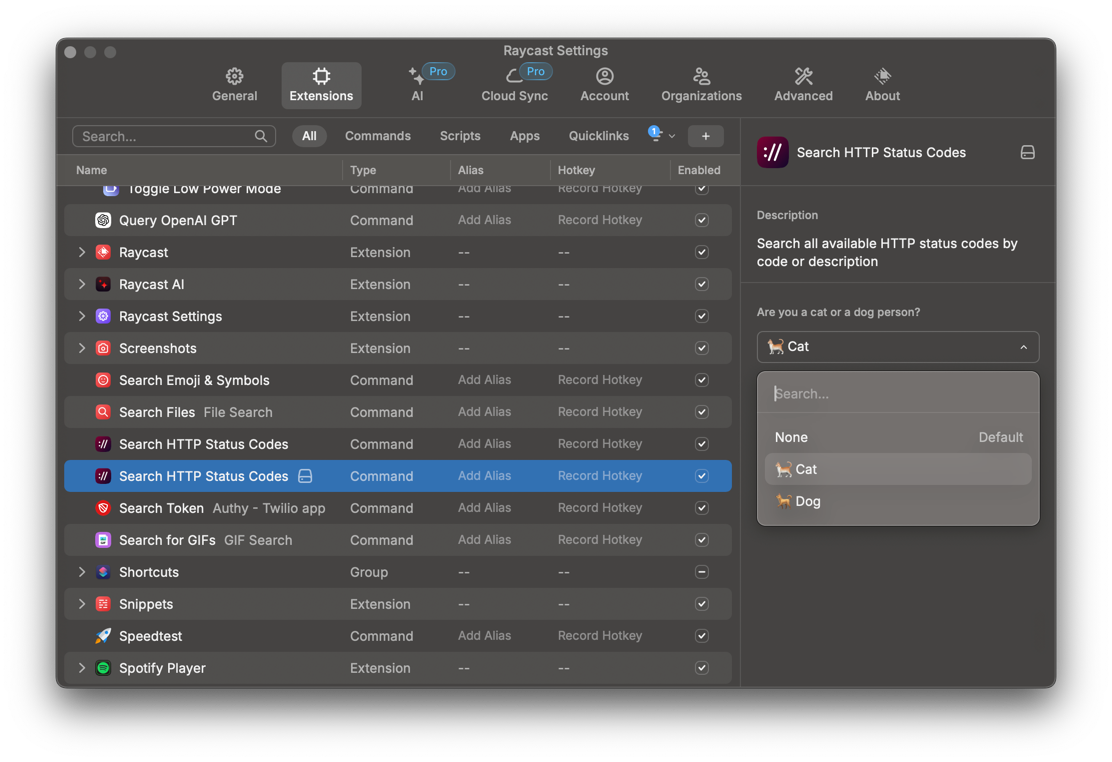 Raycast Settings
General
Extensions
Pro
AI
Pro
Cloud Sync
Account
Organizations
Advanced
About
Search...
All Commands Scripts Apps Quicklinks 1 +
Name Type Alias Hotkey Enabled
Toggle Low Power Mode Command Add Alias Record Hotkey
Query OpenAI GPT Command Add Alias Record Hotkey
Raycast Extension -- --
Raycast AI Extension -- --
Raycast Settings Extension -- --
Screenshots Extension -- --
Search Emoji & Symbols Command Add Alias Record Hotkey
Search Files File Search Command Add Alias Record Hotkey
:// Search HTTP Status Codes Command Add Alias Record Hotkey
:// Search HTTP Status Codes Command Add Alias Record Hotkey
Search Token Authy - Twilio app Command Add Alias Record Hotkey
Search for GIFs GIF Search Command Add Alias Record Hotkey
Shortcuts Group -- --
Snippets Extension -- --
Speedtest Command Add Alias Record Hotkey
Spotify Player Extension -- --
:// Search HTTP Status Codes
Description
Search all available HTTP status codes by
code or description
Are you a cat or a dog person?
🐈 Cat
Search...
None Default
🐈 Cat
🐕 Dog